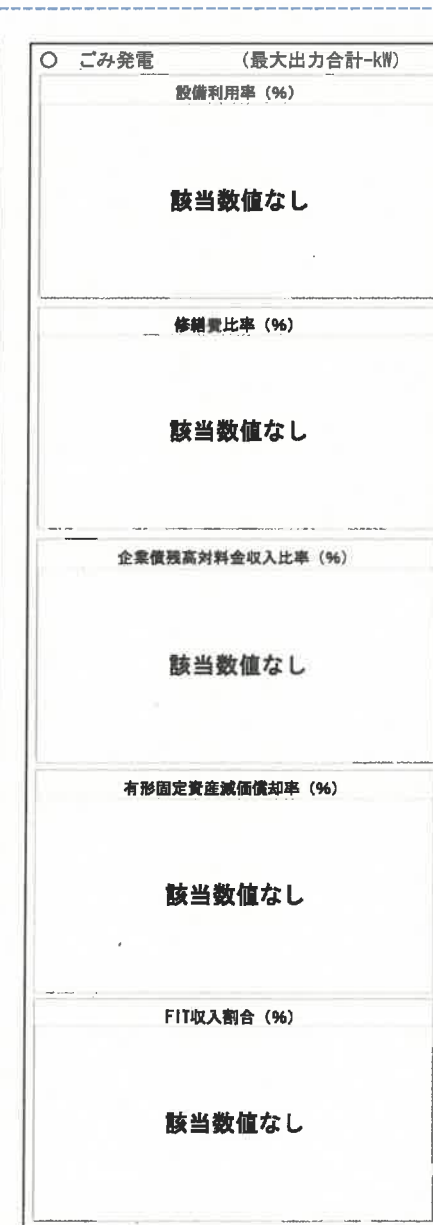 ○ ごみ発電 (最大出力合計-kW)
設備利用率 (%)
該当数値なし
修繕費比率 (%)
該当数値なし
企業債残高対料金収入比率 (%)
該当数値なし
有形固定資産減価償却率 (%)
該当数値なし
FIT収入割合 (%)
該当数値なし